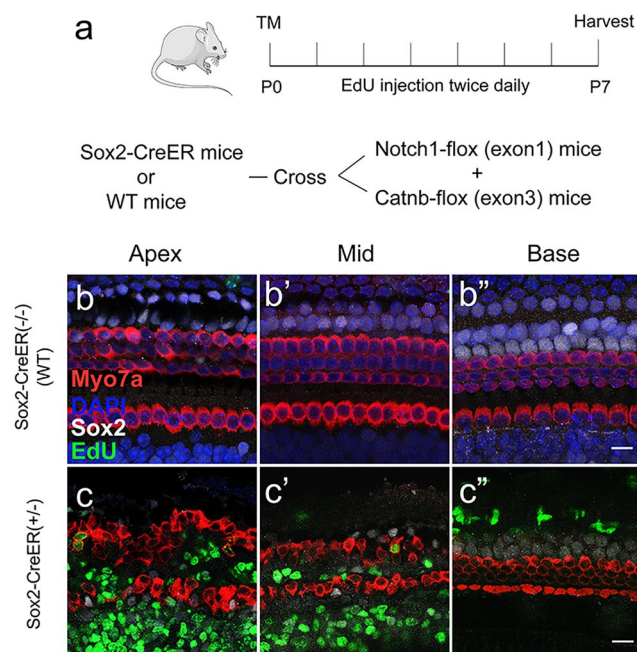 a
TM
Harvest
P0
EdU injection twice daily
P7
Sox2-CreER mice
or
WT mice
Cross
Notch1-flox (exon1) mice
+
Catnb-flox (exon3) mice
Apex
Mid
Base
Sox2-CreER(-/-)
(WT)
b
b'
b"
Myo7a
DAPI
Sox2
EdU
Sox2-CreER(+/-)
c
c'
c"